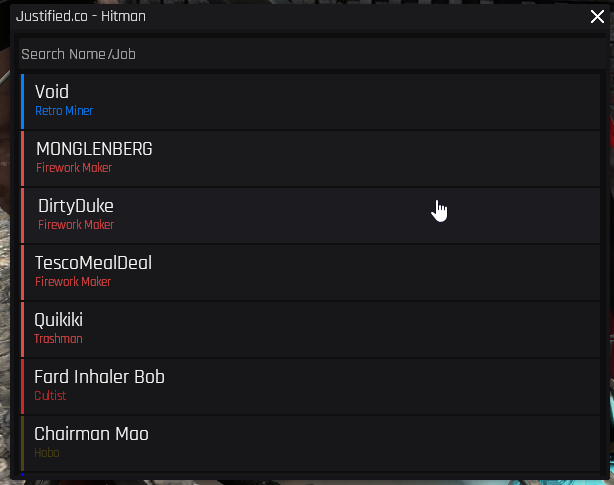 Justified.co - Hitman
Search Name/Job
Void
Retro Miner
MONGLENBERG
Firework Maker
DirtyDuke
Firework Maker
TescoMealDeal
Firework Maker
Quikiki
Trashman
Fard Inhaler Bob
Cultist
Chairman Mao
Hobo